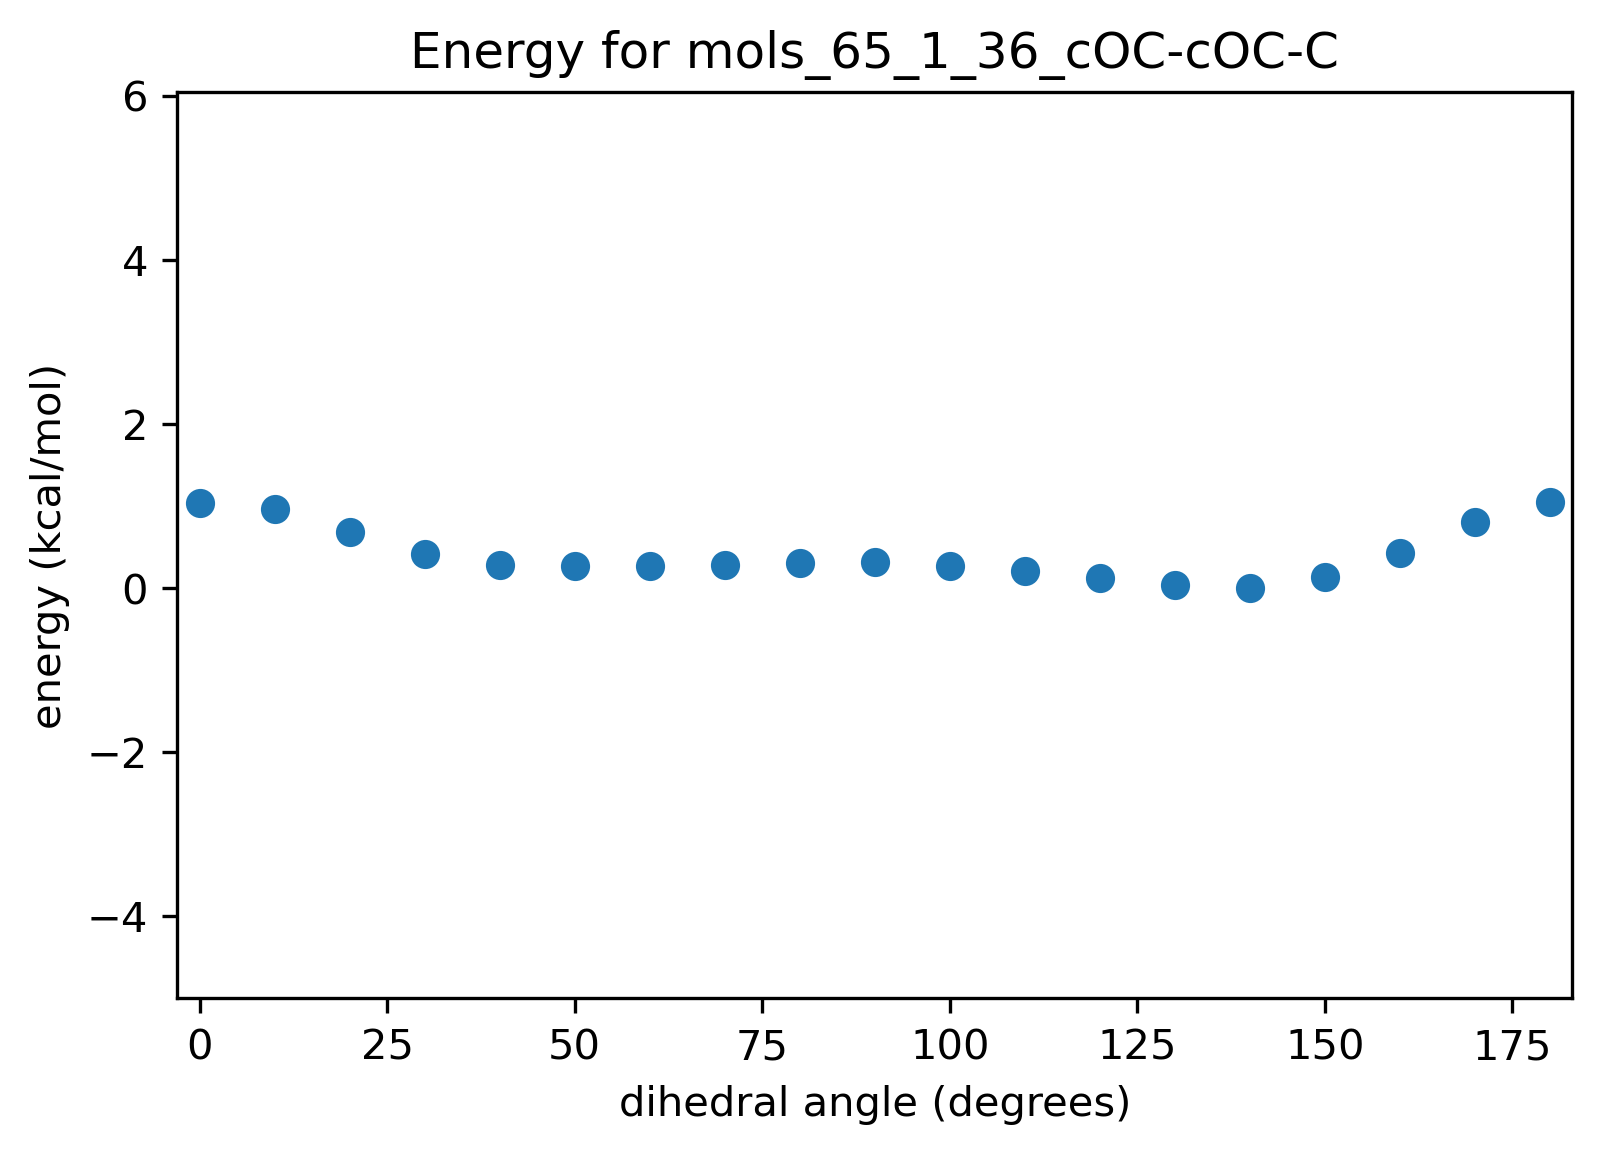 Energy for mols_65_1_36_cOC-cOC-C
6
4
2
0
−2
−4
energy (kcal/mol)
0 25 50 75 100 125 150 175
dihedral angle (degrees)